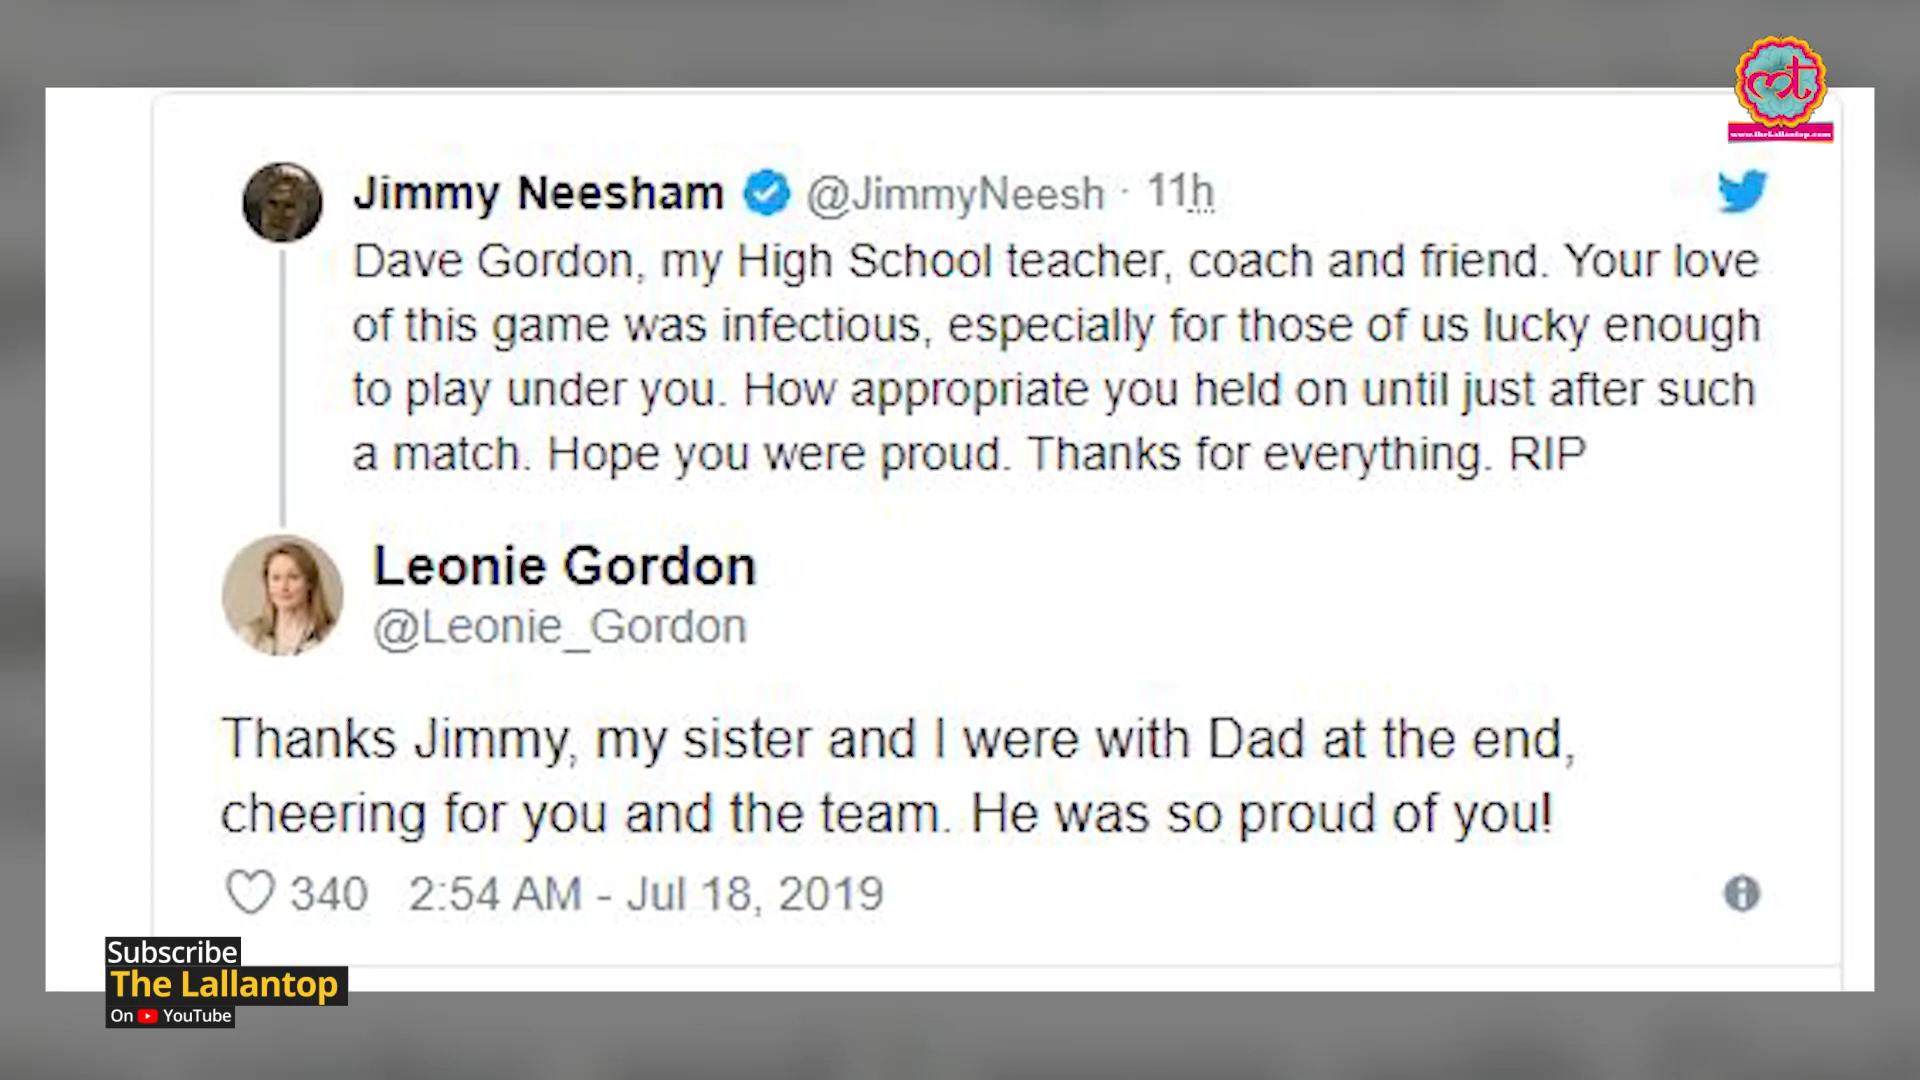 www.theLallantop.com
Jimmy Neesham @JimmyNeesh · 11h
Dave Gordon, my High School teacher, coach and friend. Your love
of this game was infectious, especially for those of us lucky enough
to play under you. How appropriate you held on until just after such
a match. Hope you were proud. Thanks for everything. RIP
Leonie Gordon
@Leonie_Gordon
Thanks Jimmy, my sister and I were with Dad at the end,
cheering for you and the team. He was so proud of you!
340 2:54 AM - Jul 18, 2019
Subscribe
The Lallantop
On YouTube